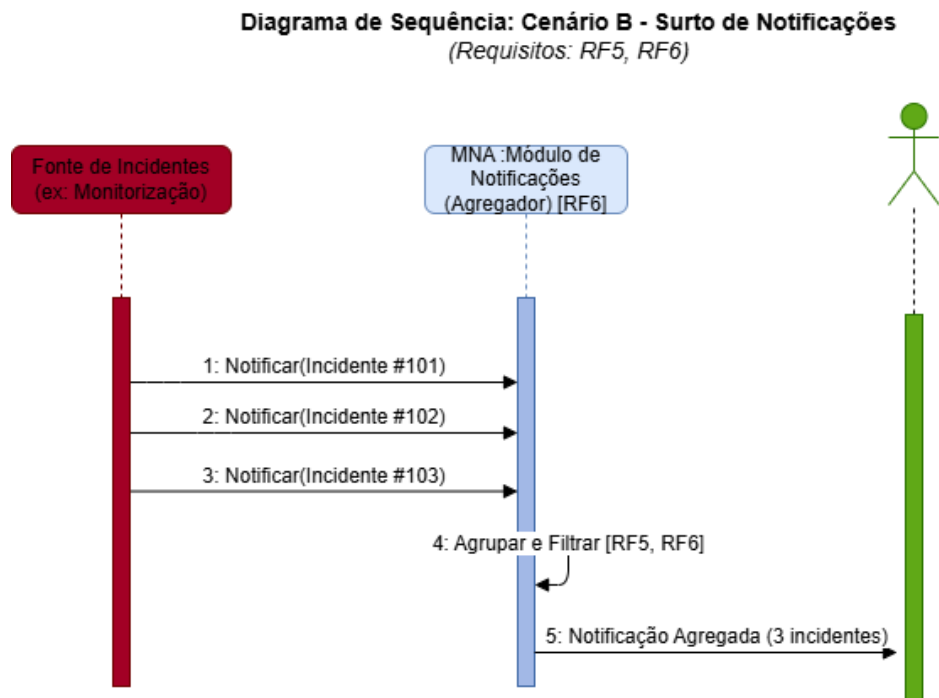 Diagrama de Sequência: Cenário B - Surto de Notificações
(Requisitos: RF5, RF6)
Fonte de Incidentes
(ex: Monitorização)
MNA :Módulo de
Notificações
(Agregador) [RF6]
1: Notificar(Incidente #101)
2: Notificar(Incidente #102)
3: Notificar(Incidente #103)
4: Agrupar e Filtrar [RF5, RF6]
5: Notificação Agregada (3 incidentes)